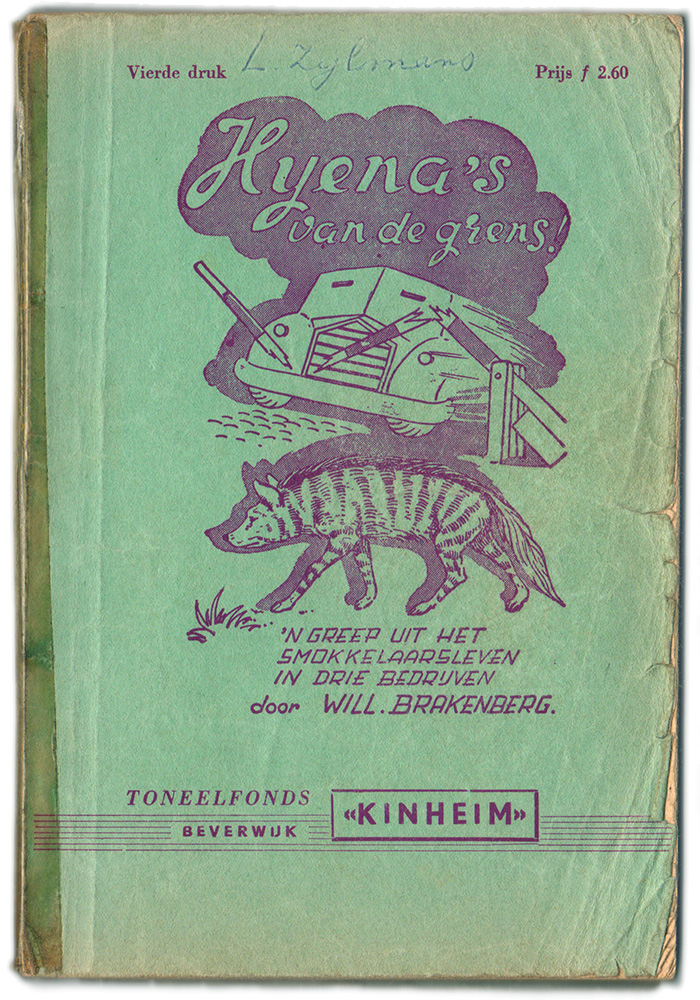 Vierde druk L. Zylmans Prijs ƒ 2.60
Hyena's
van de grens!
'N GREEP UIT HET
SMOKKELAARSLEVEN
IN DRIE BEDRIJVEN
door WILL. BRAKENBERG.
TONEELFONDS
BEVERWIJK
«KINHEIM»